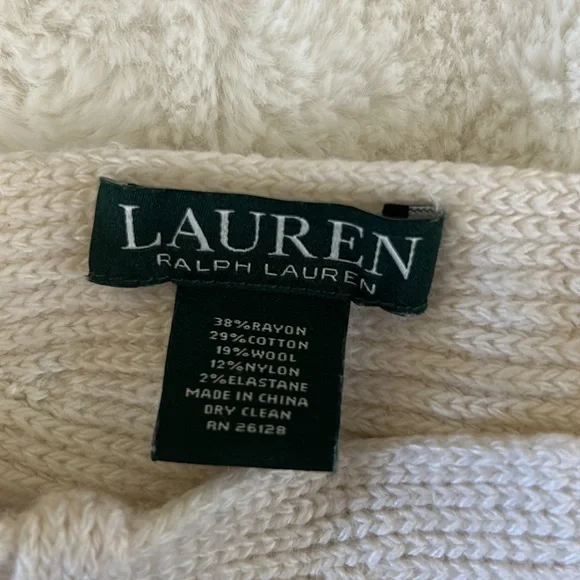 LAUREN
RALPH LAUREN
38%RAYON
29%COTTON
19%WOOL
12%NYLON
2%ELASTANE
MADE IN CHINA
DRY CLEAN
RN 26128